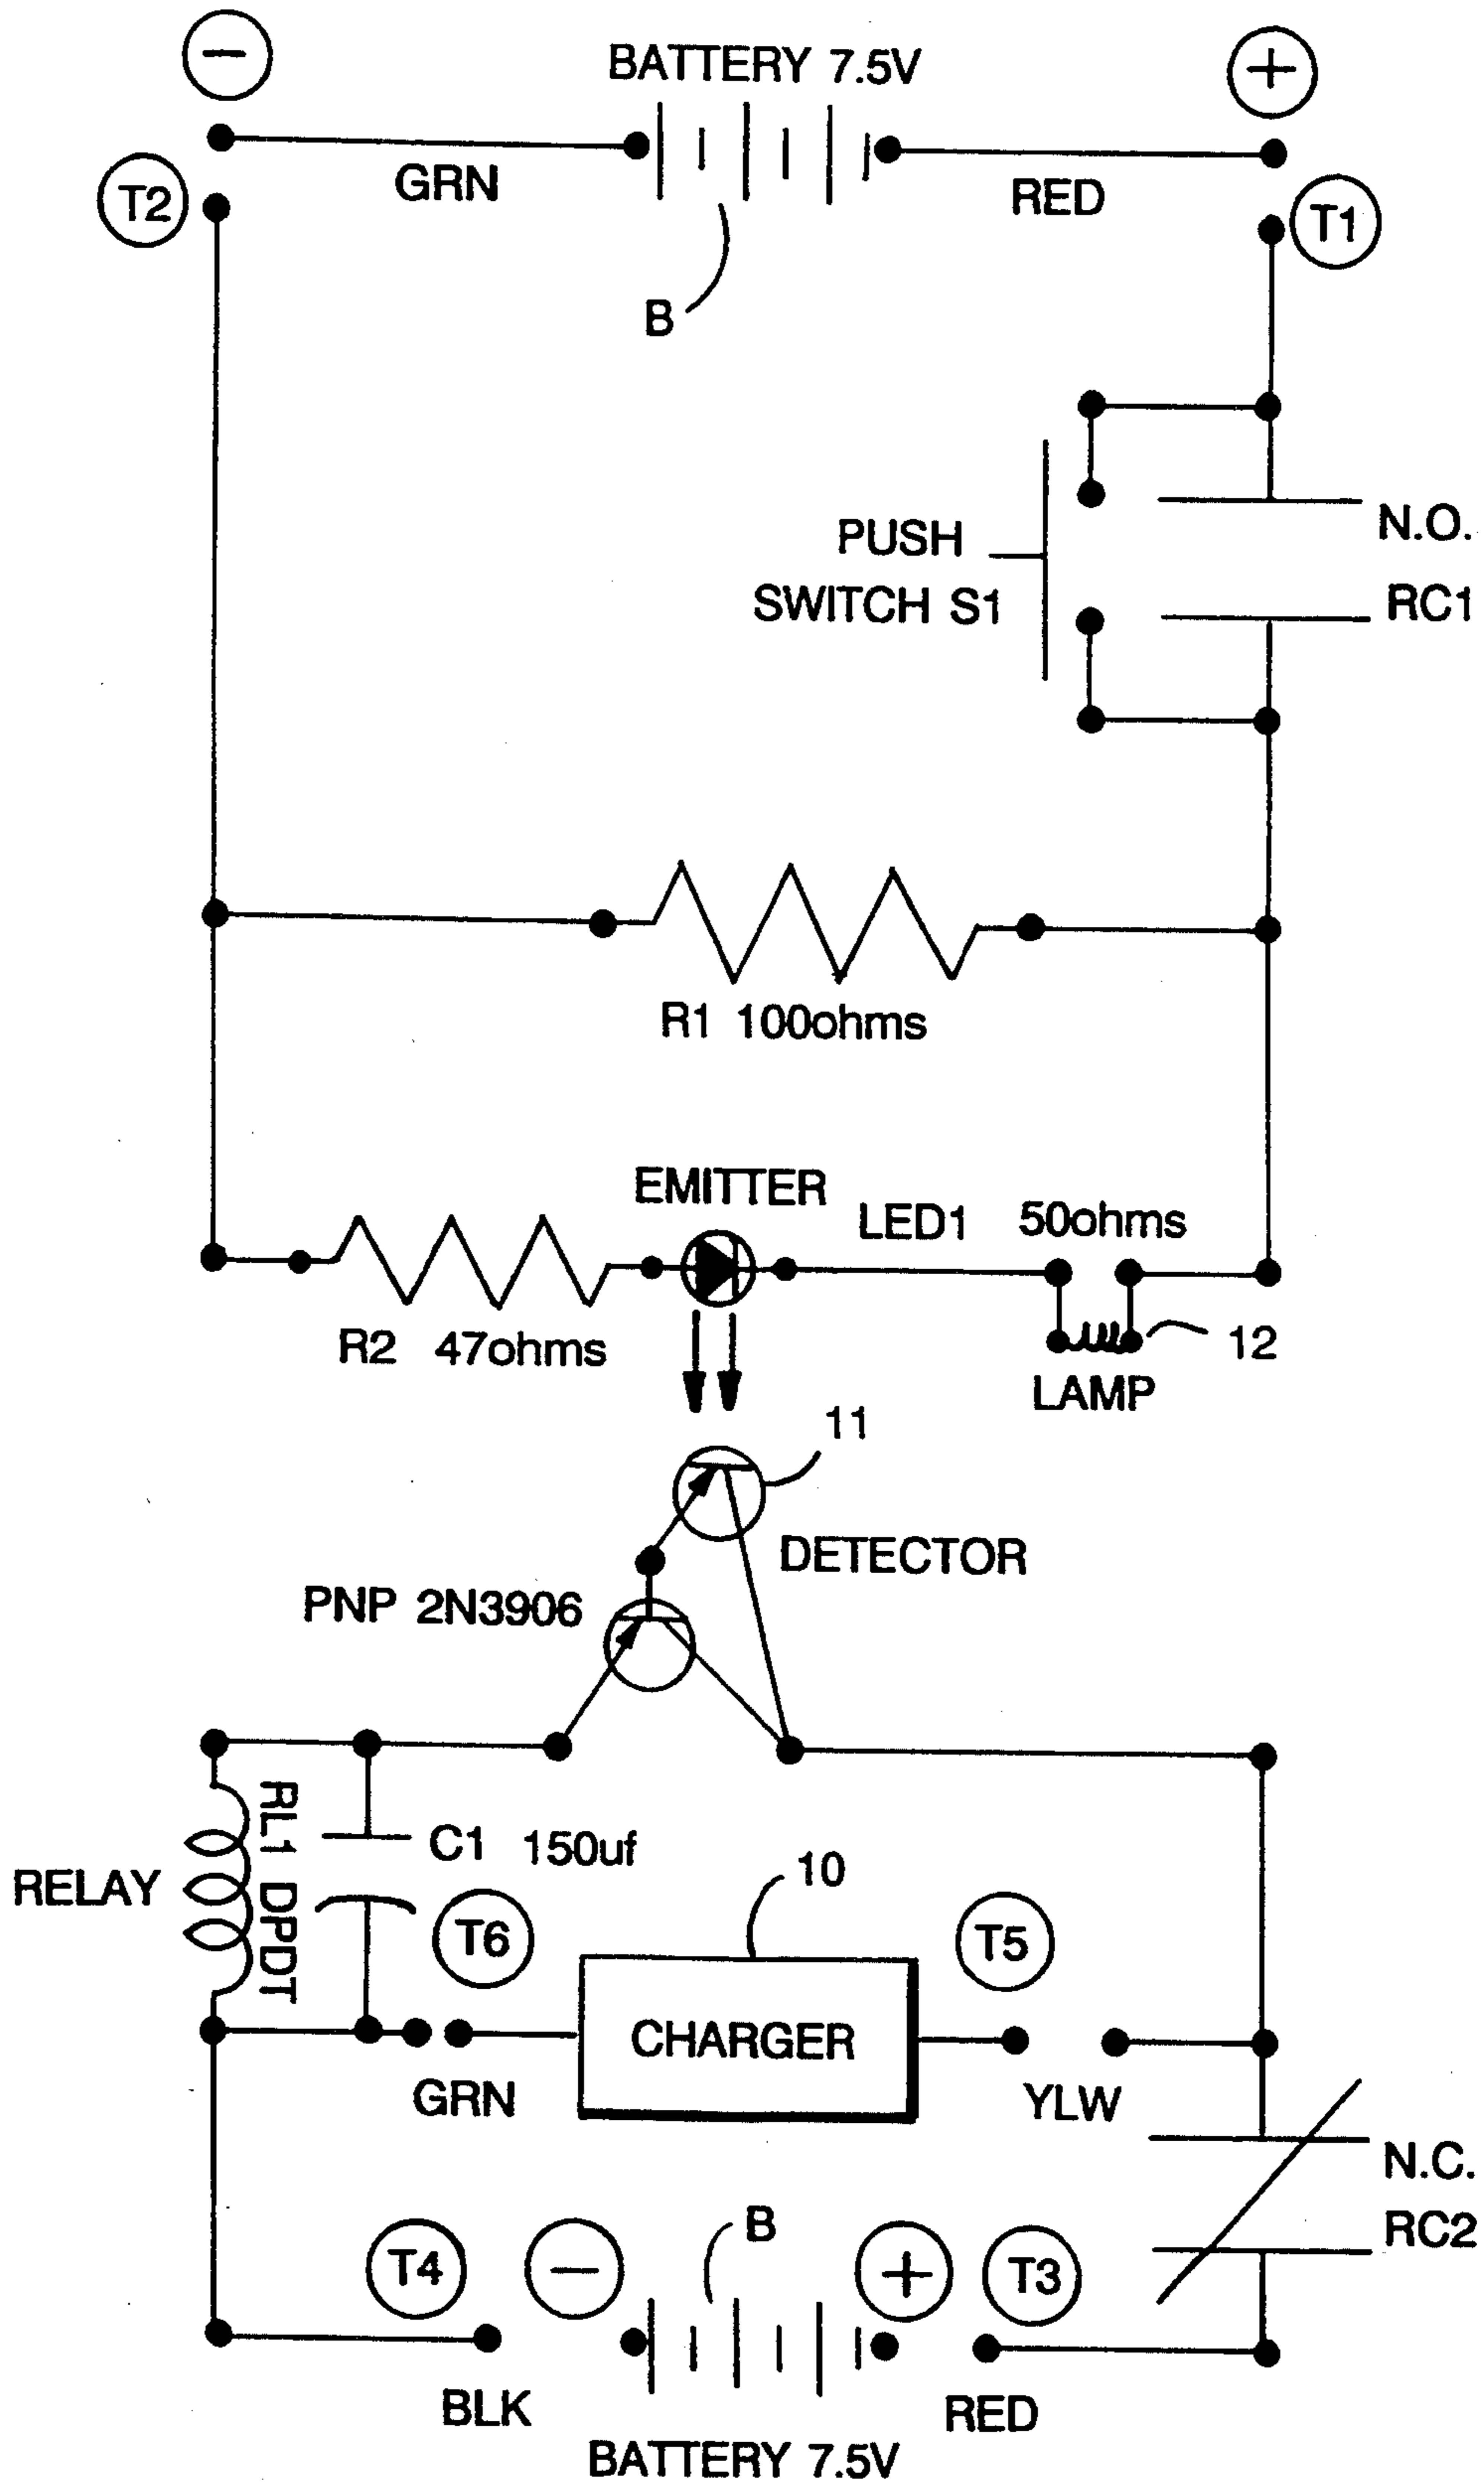 −
BATTERY 7.5V
+
T2
GRN
RED
T1
B
PUSH
SWITCH S1
N.O.
RC1
R1 100ohms
EMITTER
LED1
50ohms
R2 47ohms
12
LAMP
11
DETECTOR
PNP 2N3906
RL1 DPDT
C1 150uf
RELAY
10
T6
T5
CHARGER
GRN
YLW
N.C.
RC2
T4
−
B
+
T3
BLK
RED
BATTERY 7.5V